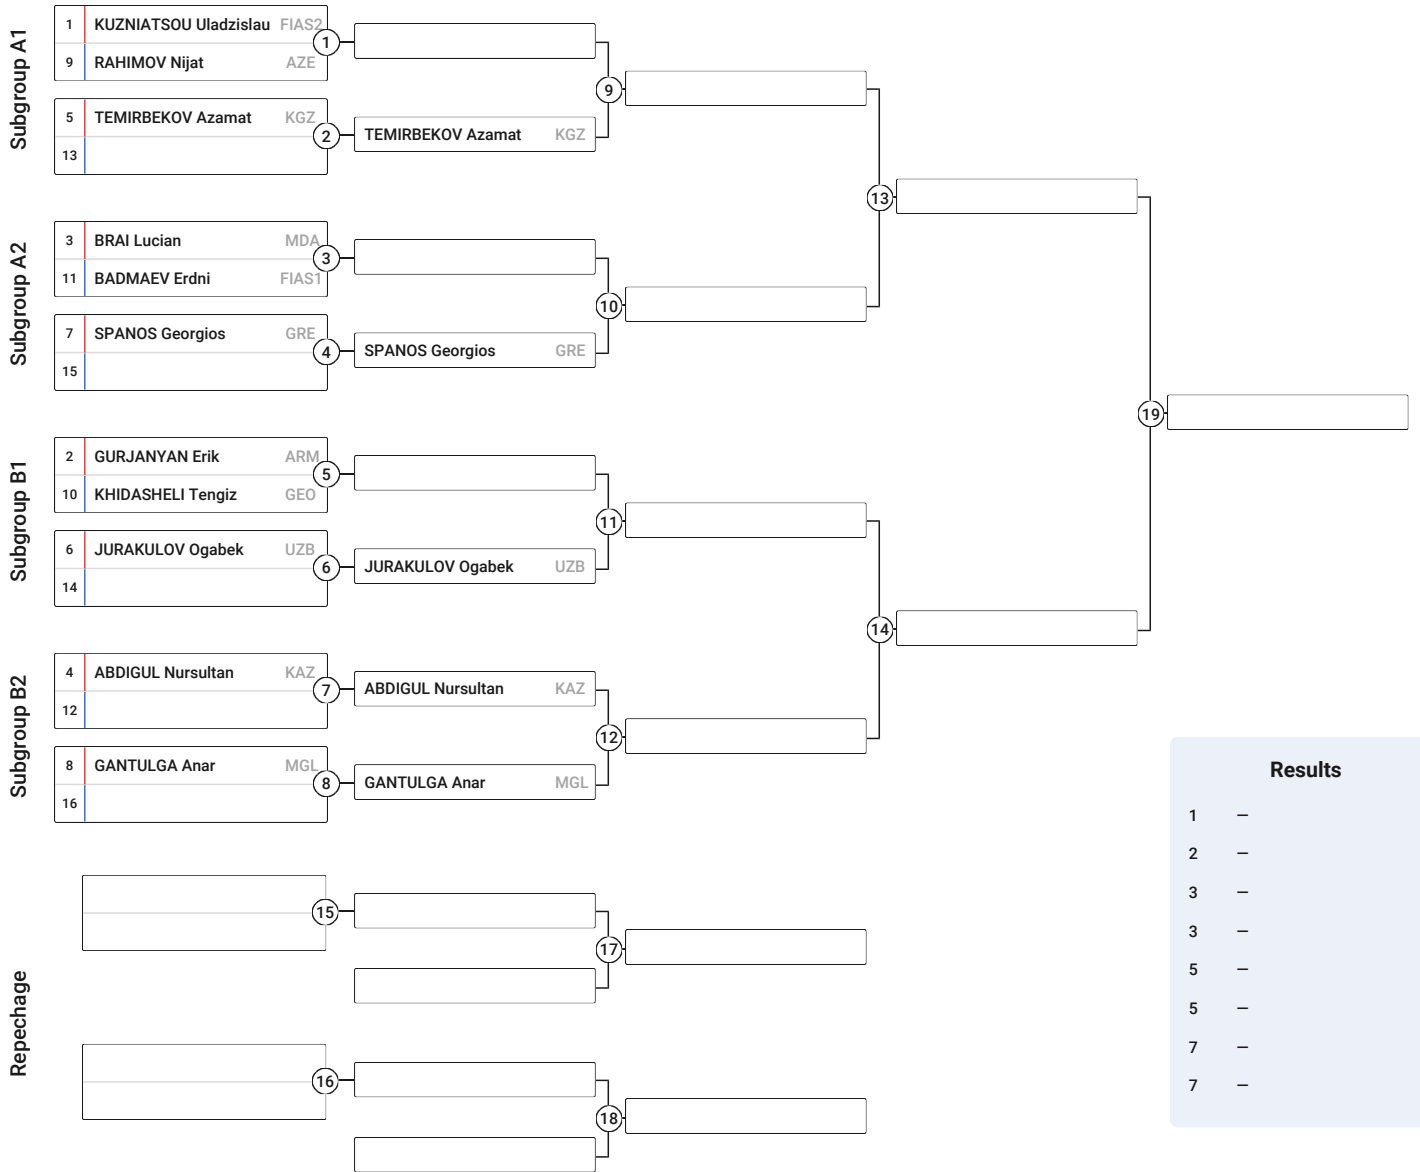 Subgroup A1
1 KUZNIATSOU Uladzislau FIAS2
9 RAHIMOV Nijat AZE
1
5 TEMIRBEKOV Azamat KGZ
13
2
TEMIRBEKOV Azamat KGZ
9
Subgroup A2
3 BRAI Lucian MDA
11 BADMAEV Erdni FIAS1
3
7 SPANOS Georgios GRE
15
4
SPANOS Georgios GRE
10
13
Subgroup B1
2 GURJANYAN Erik ARM
10 KHIDASHELI Tengiz GEO
5
6 JURAKULOV Ogabek UZB
14
6
JURAKULOV Ogabek UZB
11
Subgroup B2
4 ABDIGUL Nursultan KAZ
12
7
ABDIGUL Nursultan KAZ
8 GANTULGA Anar MGL
16
8
GANTULGA Anar MGL
12
14
19
Repechage
15
17
16
18
Results
1 –
2 –
3 –
3 –
5 –
5 –
7 –
7 –